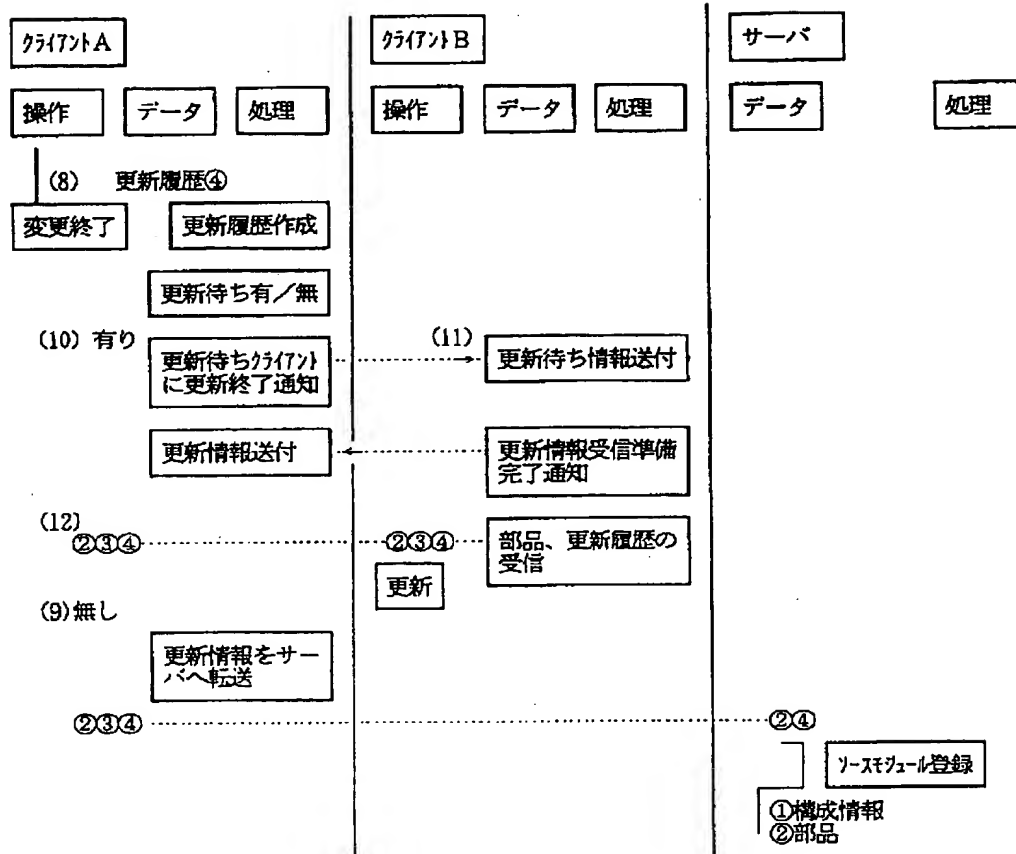 クライアントA
クライアントB
サーバ
操作
データ
処理
操作
データ
処理
データ
処理
(8) 更新履歴④
変更終了
更新履歴作成
更新待ち有/無
(10) 有り
更新待ちクライアント
に更新終了通知
(11)
更新待ち情報送付
更新情報送付
更新情報受信準備
完了通知
(12)
②③④
②③④
部品、更新履歴の
受信
更新
(9)無し
更新情報をサー
バへ転送
②③④
②④
ソースモジュール登録
①構成情報
②部品